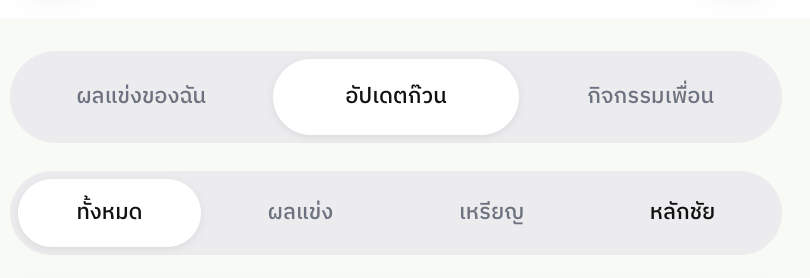 ผลแข่งของฉัน อัปเดตก๊วน กิจกรรมเพื่อน
ทั้งหมด ผลแข่ง เหรียญ หลักชัย